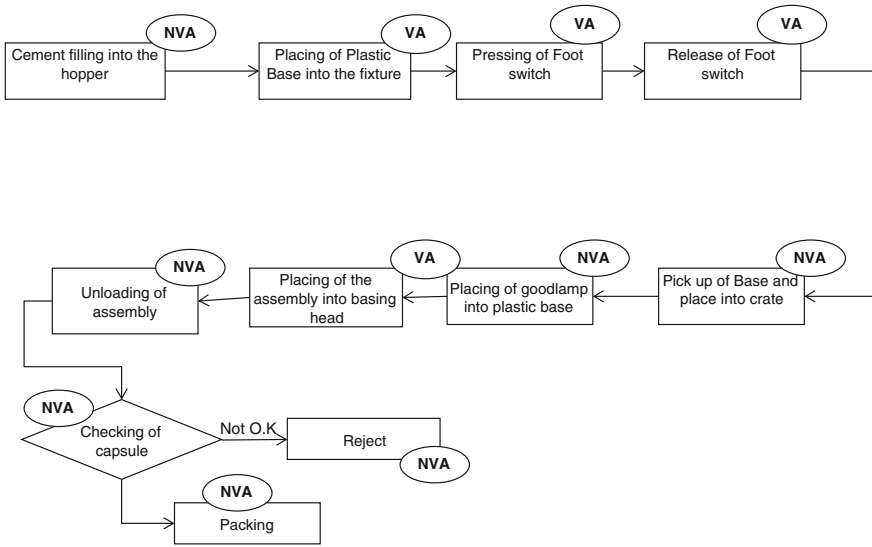 NVA
Cement filling into the
hopper
VA
Placing of Plastic
Base into the fixture
VA
Pressing of Foot
switch
VA
Release of Foot
switch
NVA
Pick up of Base and
place into crate
NVA
Placing of goodlamp
into plastic base
VA
Placing of the
assembly into basing
head
NVA
Unloading of
assembly
NVA
Checking of
capsule
Not O.K
Reject
NVA
NVA
Packing